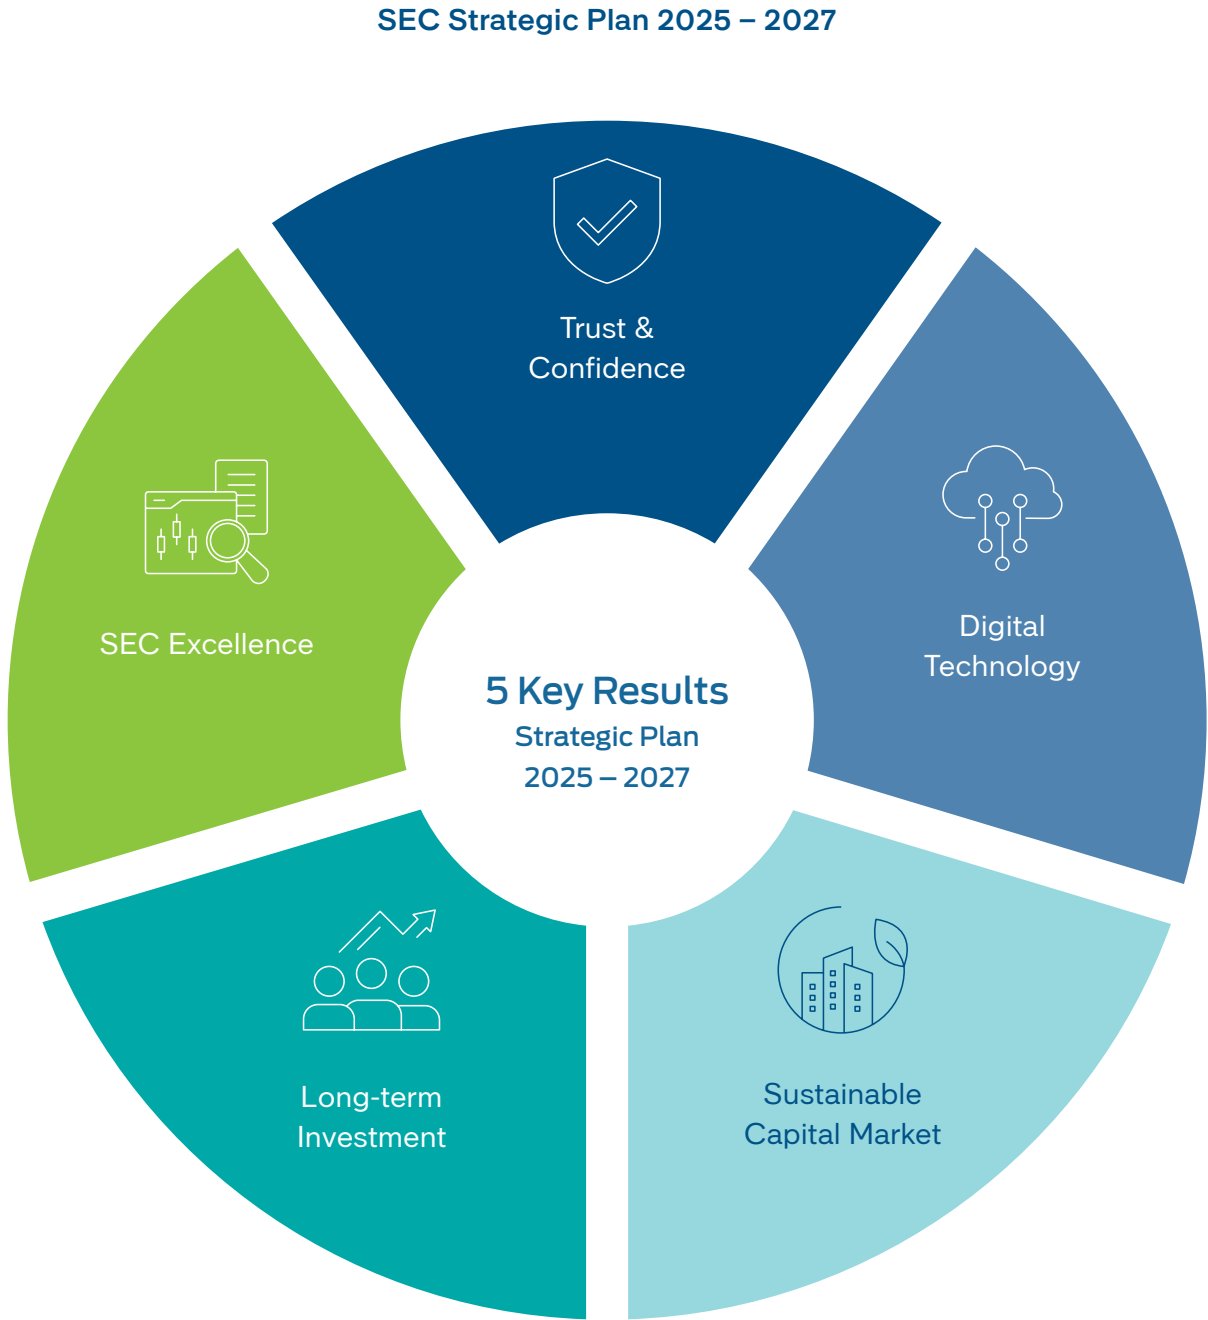 SEC Strategic Plan 2025 – 2027
Trust &
Confidence
Digital
Technology
Sustainable
Capital Market
Long-term
Investment
SEC Excellence
5 Key Results
Strategic Plan
2025 – 2027